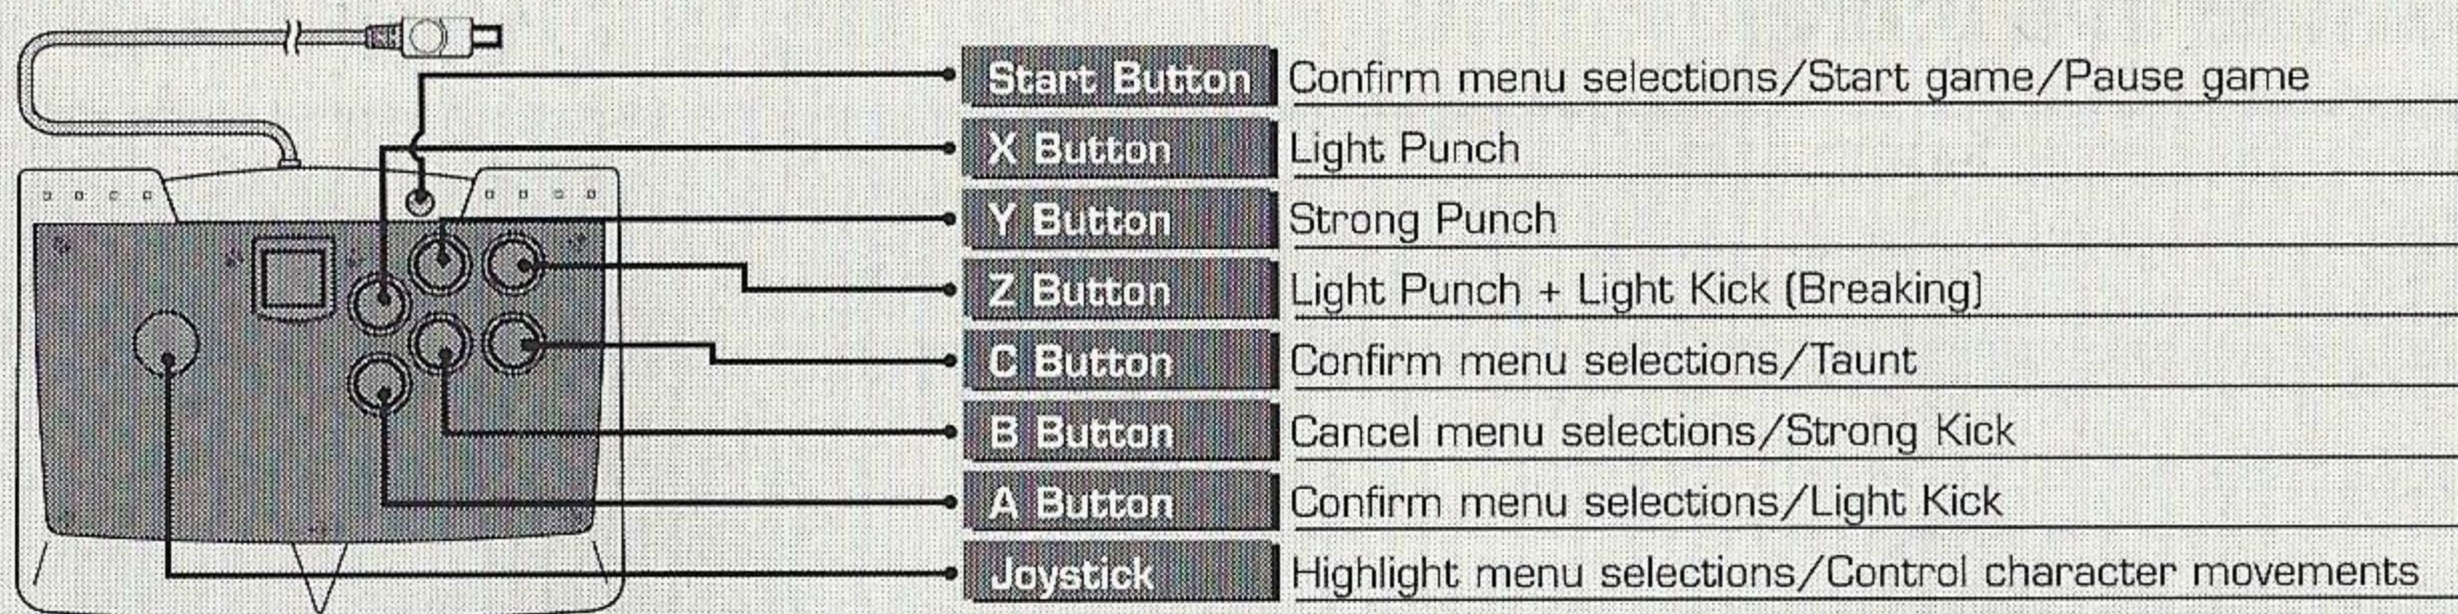 Start Button Confirm menu selections/Start game/Pause game
X Button Light Punch
Y Button Strong Punch
Z Button Light Punch + Light Kick (Breaking)
C Button Confirm menu selections/Taunt
B Button Cancel menu selections/Strong Kick
A Button Confirm menu selections/Light Kick
Joystick Highlight menu selections/Control character movements